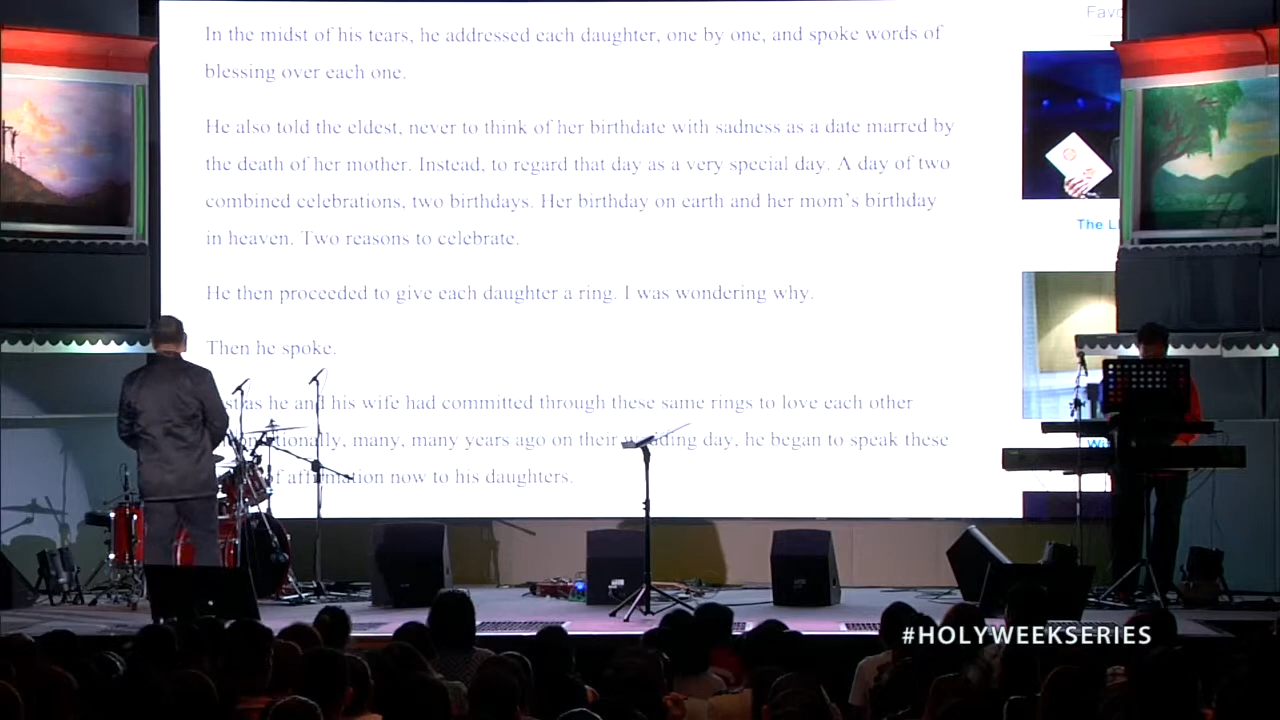 Favo
In the midst of his tears, he addressed each daughter, one by one, and spoke words of
blessing over each one.
He also told the eldest, never to think of her birthdate with sadness as a date marred by
the death of her mother. Instead, to regard that day as a very special day. A day of two
combined celebrations, two birthdays. Her birthday on earth and her mom's birthday
in heaven. Two reasons to celebrate.
The Ll
He then proceeded to give each daughter a ring. I was wondering why.
Then he spoke.
as he and his wife had committed through these same rings to love each other
many, many years ago on their wedding day, he began to speak these
of affirmation now to his daughters.
#HOLYWEEKSERIES